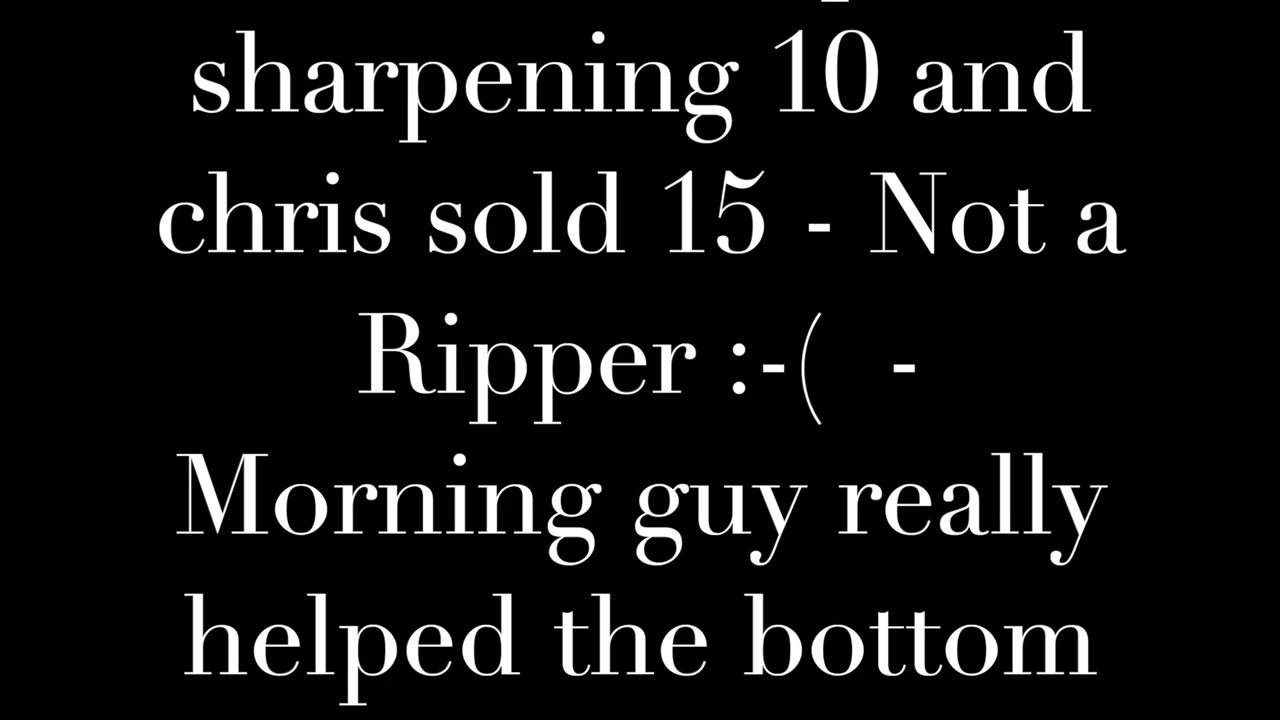 sharpening 10 and
chris sold 15 - Not a
Ripper :-(  -
Morning guy really
helped the bottom